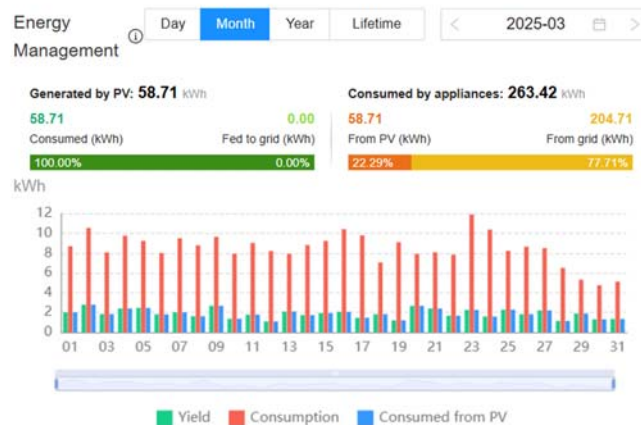 Energy Management
Day Month Year Lifetime
2025-03
Generated by PV: 58.71 kWh
58.71 0.00
Consumed (kWh) Fed to grid (kWh)
100.00% 0.00%
Consumed by appliances: 263.42 kWh
58.71 204.71
From PV (kWh) From grid (kWh)
22.29% 77.71%
kWh
12
10
8
6
4
2
0
01 03 05 07 09 11 13 15 17 19 21 23 25 27 29 31
Yield Consumption Consumed from PV